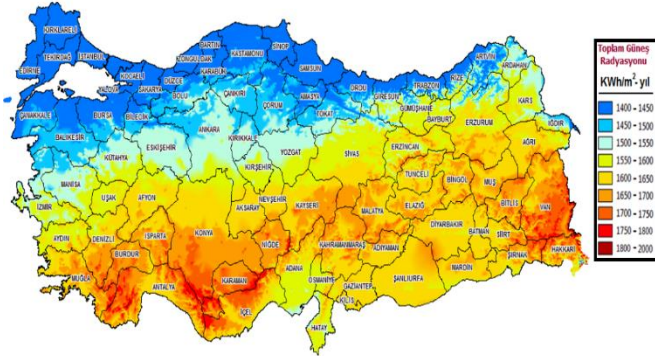 KIRKLARELİ
TEKİRDAĞ
İSTANBUL
EDİRNE
YALOVA
KOCAELİ
SAKARYA
DÜZCE
BOLU
ZONGULDAK
BARTIN
KARABÜK
KASTAMONU
SİNOP
SAMSUN
ÇANKIRI
ÇORUM
AMASYA
TOKAT
ORDU
GİRESUN
TRABZON
RİZE
ARTVİN
ARDAHAN
GÜMÜŞHANE
BAYBURT
KARS
IĞDIR
ÇANAKKALE
BALIKESİR
BURSA
BİLECİK
ESKİŞEHİR
ANKARA
KIRIKKALE
YOZGAT
SİVAS
ERZİNCAN
ERZURUM
AĞRI
KÜTAHYA
KIRŞEHİR
MANİSA
İZMİR
UŞAK
AFYON
AKSARAY
NEVŞEHİR
KAYSERİ
MALATYA
TUNCELİ
BİNGÖL
MUŞ
ELAZIĞ
BİTLİS
VAN
AYDIN
DENİZLİ
ISPARTA
KONYA
NİĞDE
KAHRAMANMARAŞ
ADIYAMAN
DİYARBAKIR
BATMAN
SİİRT
HAKKARİ
BURDUR
MUĞLA
ANTALYA
KARAMAN
İÇEL
ADANA
OSMANİYE
GAZİANTEP
KİLİS
ŞANLIURFA
MARDİN
ŞIRNAK
HATAY
Toplam Güneş
Radyasyonu
KWh/m²- yıl
1400 - 1450
1450 - 1500
1500 - 1550
1550 - 1600
1600 - 1650
1650 - 1700
1700 - 1750
1750 - 1800
1800 - 2000